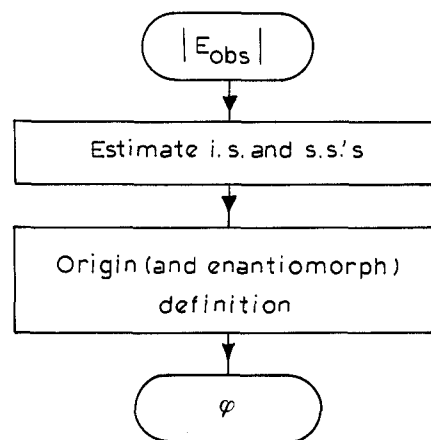 |E_obs|
Estimate i.s. and s.s.'s
Origin (and enantiomorph)
definition
φ